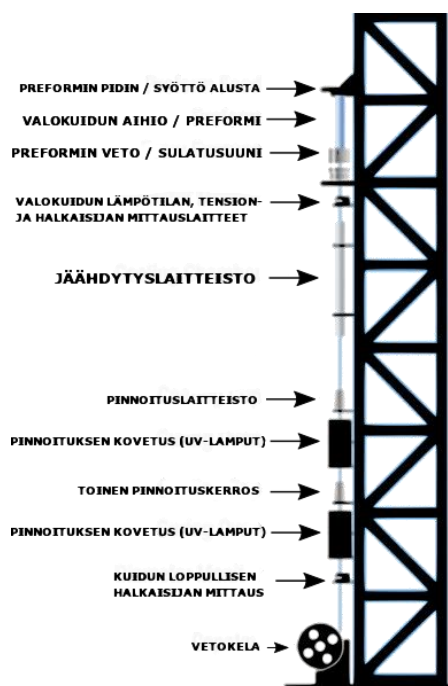 PREFORMIN PIDIN / SYÖTTÖ ALUSTA
VALOKUIDUN AIHIO / PREFORMI
PREFORMIN VETO / SULATUSUUNI
VALOKUIDUN LÄMPÖTILAN, TENSION-
JA HALKAISIJAN MITTAUSLAITTEET
JÄÄHDYTYSLAITTEISTO
PINNOITUSLAITTEISTO
PINNOITUKSEN KOVETUS (UV-LAMPUT)
TOINEN PINNOITUSKERROS
PINNOITUKSEN KOVETUS (UV-LAMPUT)
KUIDUN LOPPULLISEN
HALKAISIJAN MITTAUS
VETOKELA